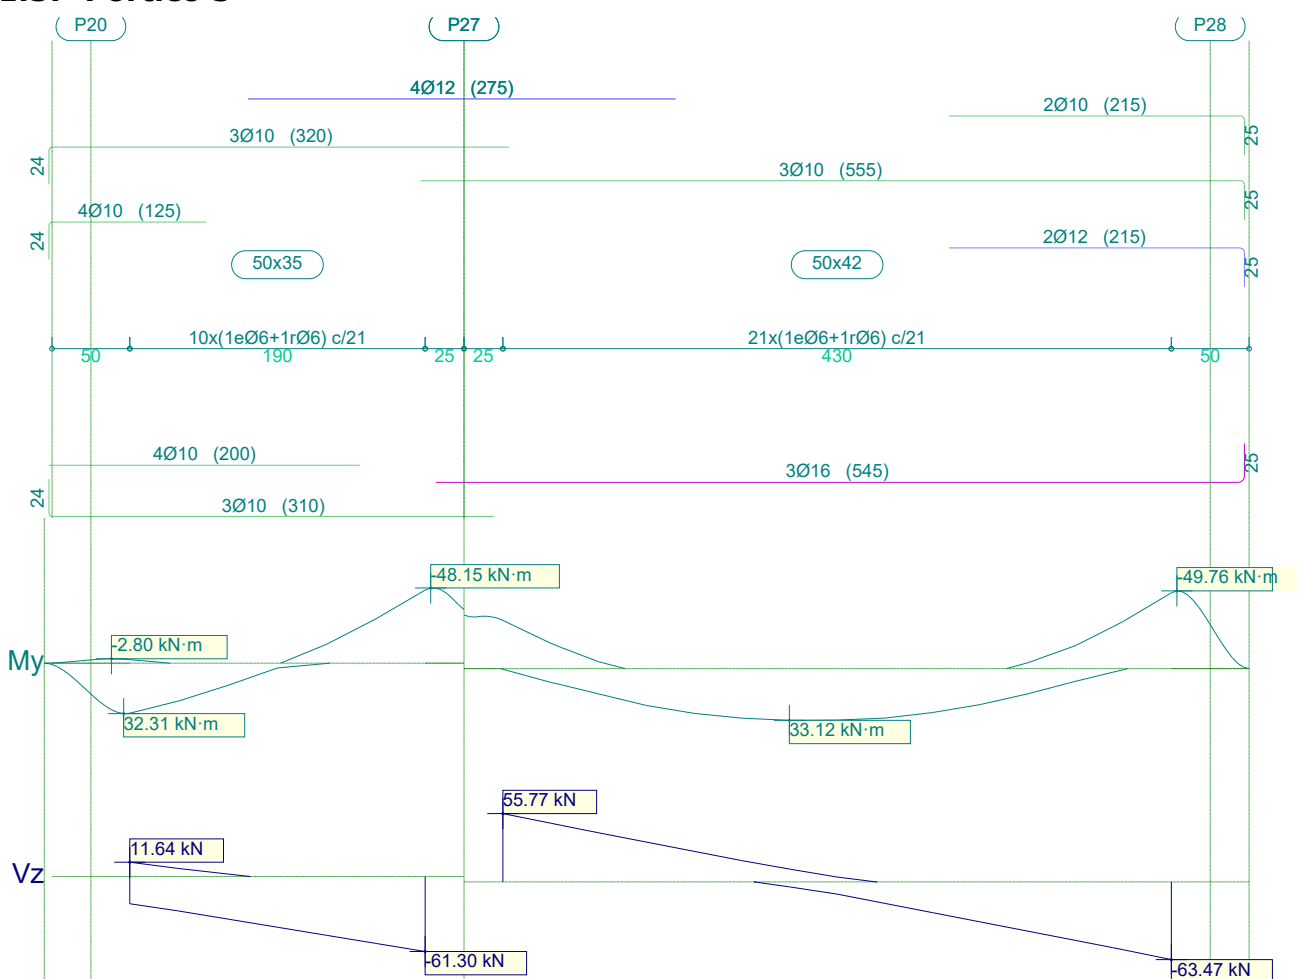 P20
P27
P28
4Ø12 (275)
2Ø10 (215)
25
3Ø10 (320)
24
3Ø10 (555)
25
4Ø10 (125)
24
2Ø12 (215)
25
50x35
50x42
10x(1eØ6+1rØ6) c/21
21x(1eØ6+1rØ6) c/21
50
190
25
25
430
50
4Ø10 (200)
3Ø16 (545)
25
3Ø10 (310)
24
-48.15 kN·m
-49.76 kN·m
-2.80 kN·m
My
32.31 kN·m
33.12 kN·m
55.77 kN
11.64 kN
Vz
-61.30 kN
-63.47 kN